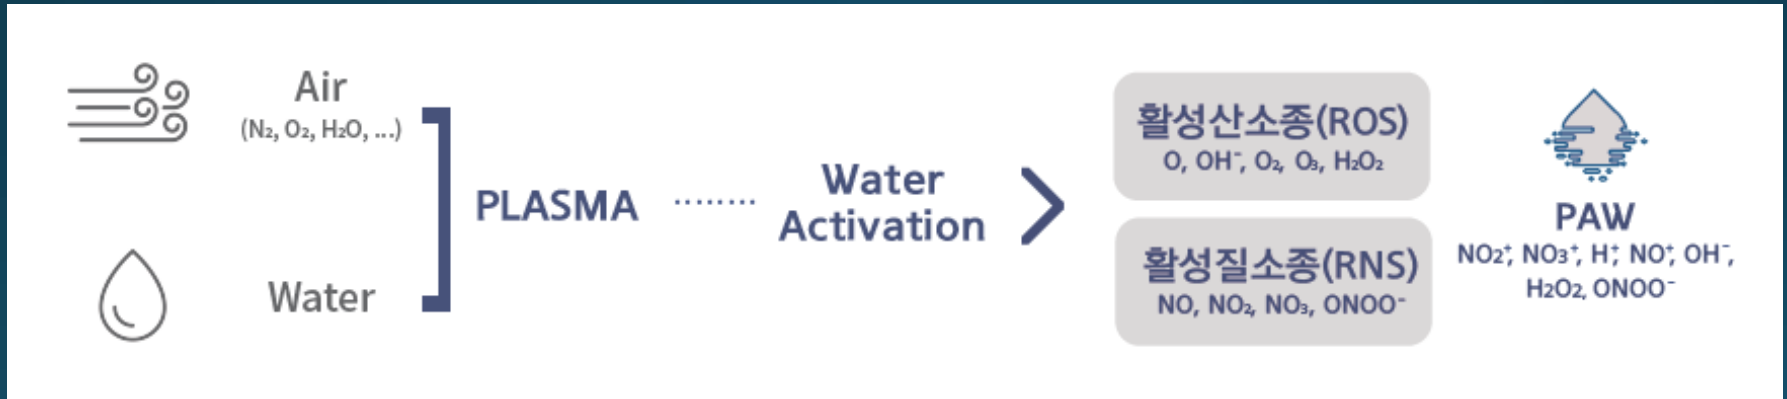 Air
(N₂, O₂, H₂O, ...)
Water
PLASMA
Water
Activation
활성산소종(ROS)
O, OH⁻, O₂, O₃, H₂O₂
활성질소종(RNS)
NO, NO₂, NO₃, ONOO⁻
PAW
NO₂⁺, NO₃⁺, H⁺, NO⁺, OH⁻,
H₂O₂, ONOO⁻